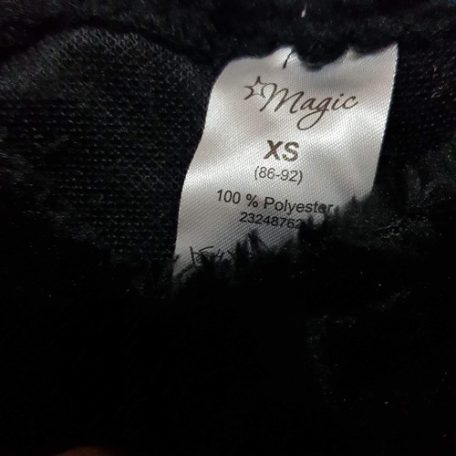 Magic
XS
(86-92)
100 % Polyester